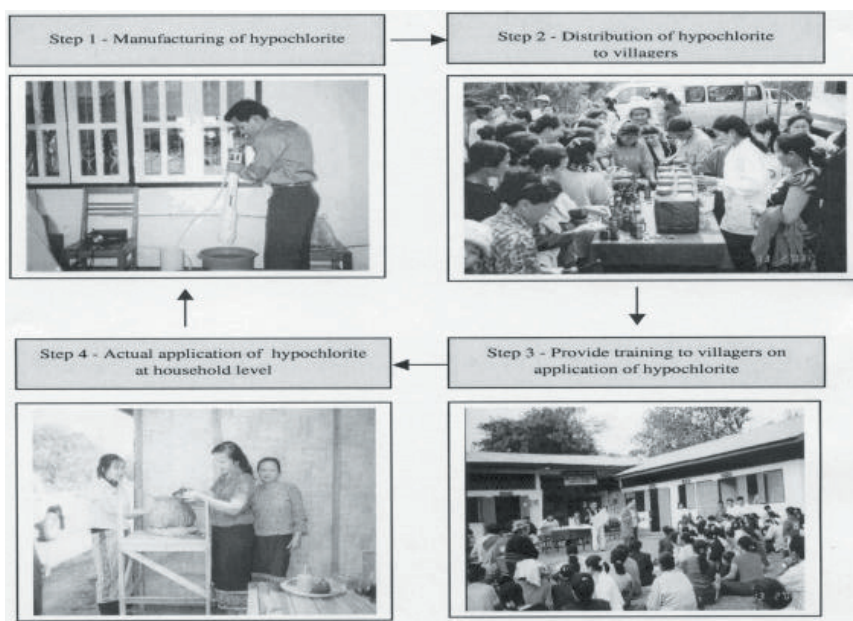 Step 1 - Manufacturing of hypochlorite
Step 2 - Distribution of hypochlorite
to villagers
Step 4 - Actual application of hypochlorite
at household level
Step 3 - Provide training to villagers on
application of hypochlorite